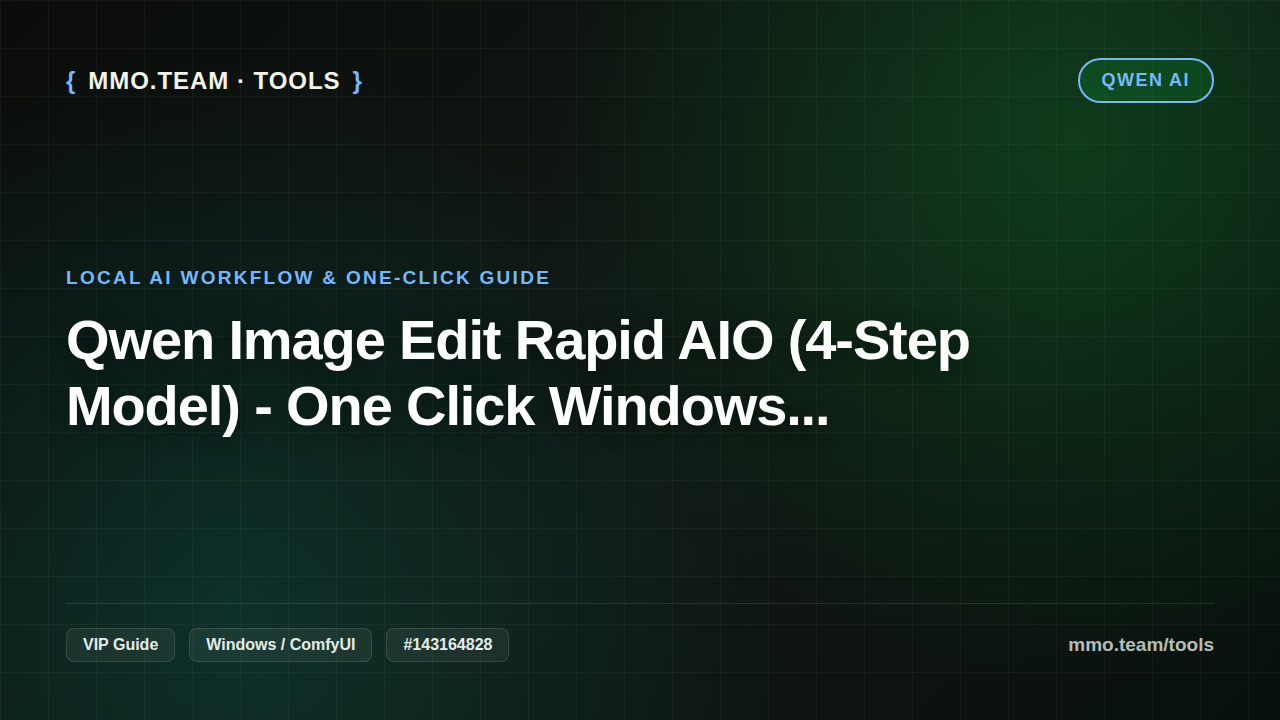 { MMO.TEAM · TOOLS }
QWEN AI
LOCAL AI WORKFLOW & ONE-CLICK GUIDE
Qwen Image Edit Rapid AIO (4-Step
Model) - One Click Windows...
VIP Guide
Windows / ComfyUI
#143164828
mmo.team/tools